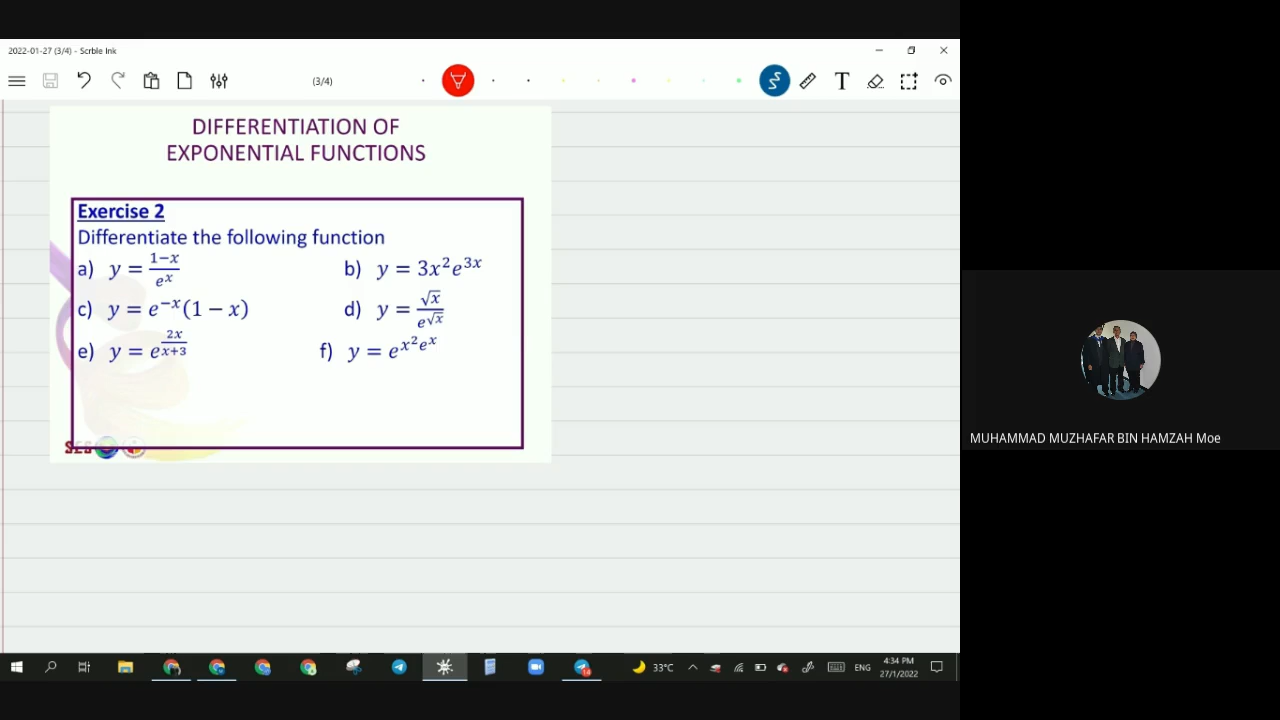 2022-01-27 (3/4) - Scrble Ink
(3/4)
T
DIFFERENTIATION OF
EXPONENTIAL FUNCTIONS
Exercise 2
Differentiate the following function
a) y = (1−x)/e^x b) y = 3x²e^{3x}
c) y = e^{−x}(1 − x) d) y = √x/e^{√x}
e) y = e^{2x/(x+3)} f) y = e^{x²e^x}
MUHAMMAD MUZHAFAR BIN HAMZAH Moe
33°C ENG 4:34 PM
27/1/2022